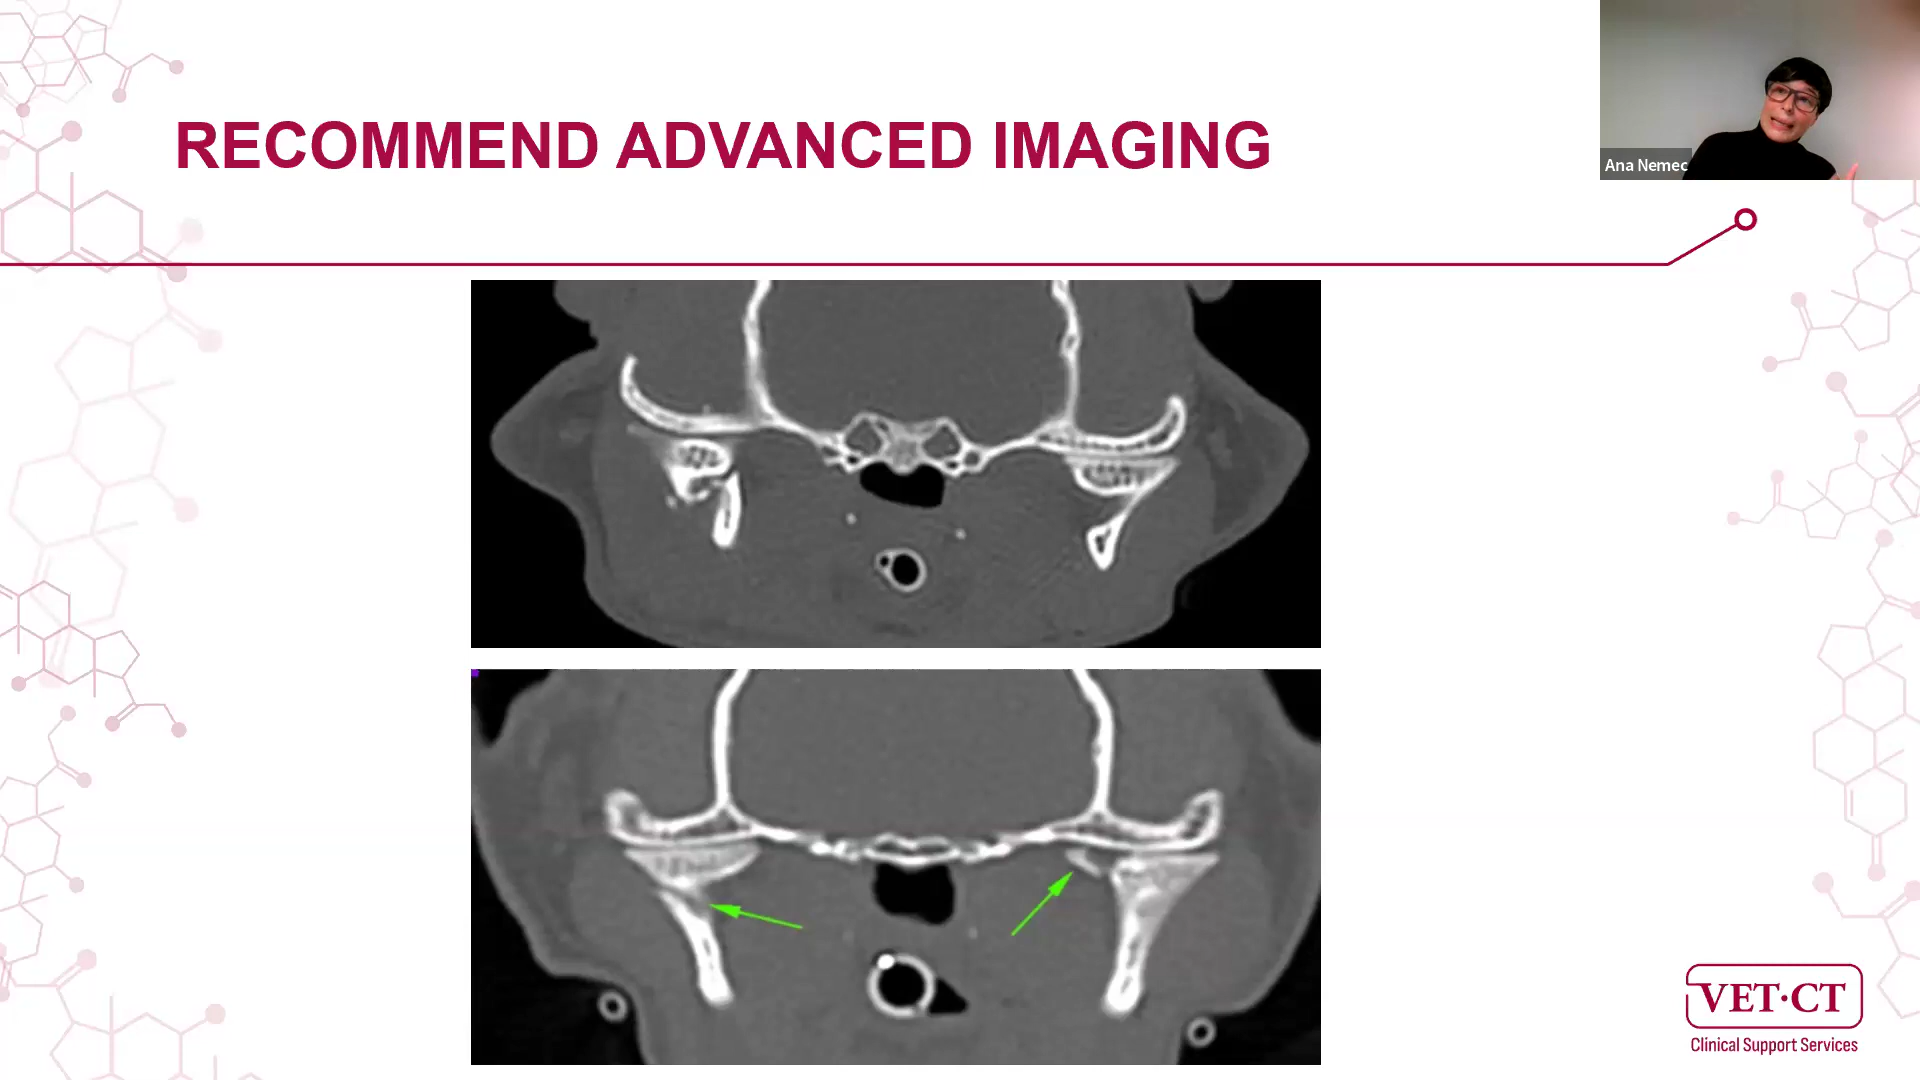 RECOMMEND ADVANCED IMAGING
Ana Nemec
VET·CT
Clinical Support Services